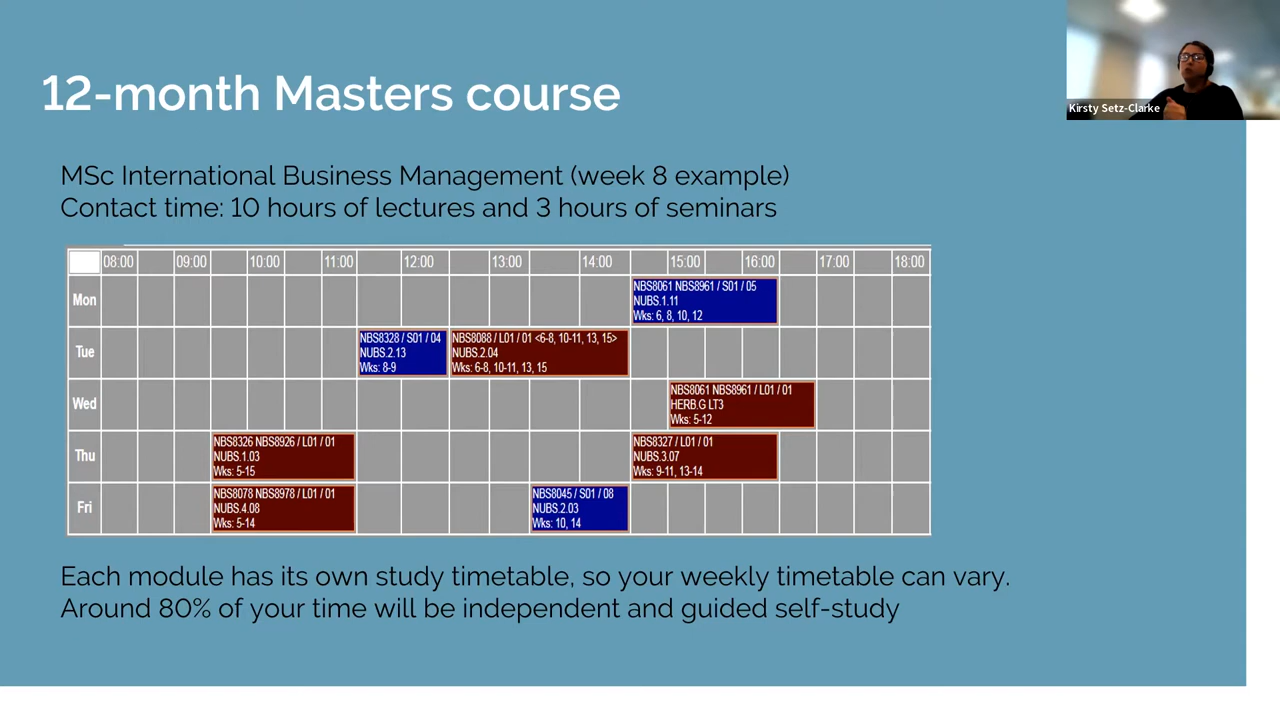 12-month Masters course
Kirsty Setz-Clarke
MSc International Business Management (week 8 example)
Contact time: 10 hours of lectures and 3 hours of seminars
08:00 09:00 10:00 11:00 12:00 13:00 14:00 15:00 16:00 17:00 18:00
Mon
NBS8061 NBS8961 / S01 / 05
NUBS.1.11
Wks: 6, 8, 10, 12
Tue
NBS8328 / S01 / 04
NUBS.2.13
Wks: 8-9
NBS8088 / L01 / 01 <6-8, 10-11, 13, 15>
NUBS.2.04
Wks: 6-8, 10-11, 13, 15
Wed
NBS8061 NBS8961 / L01 / 01
HERB.G LT3
Wks: 5-12
Thu
NBS8326 NBS8926 / L01 / 01
NUBS.1.03
Wks: 5-15
NBS8327 / L01 / 01
NUBS.3.07
Wks: 9-11, 13-14
Fri
NBS8078 NBS8978 / L01 / 01
NUBS.4.08
Wks: 5-14
NBS8045 / S01 / 08
NUBS.2.03
Wks: 10, 14
Each module has its own study timetable, so your weekly timetable can vary.
Around 80% of your time will be independent and guided self-study